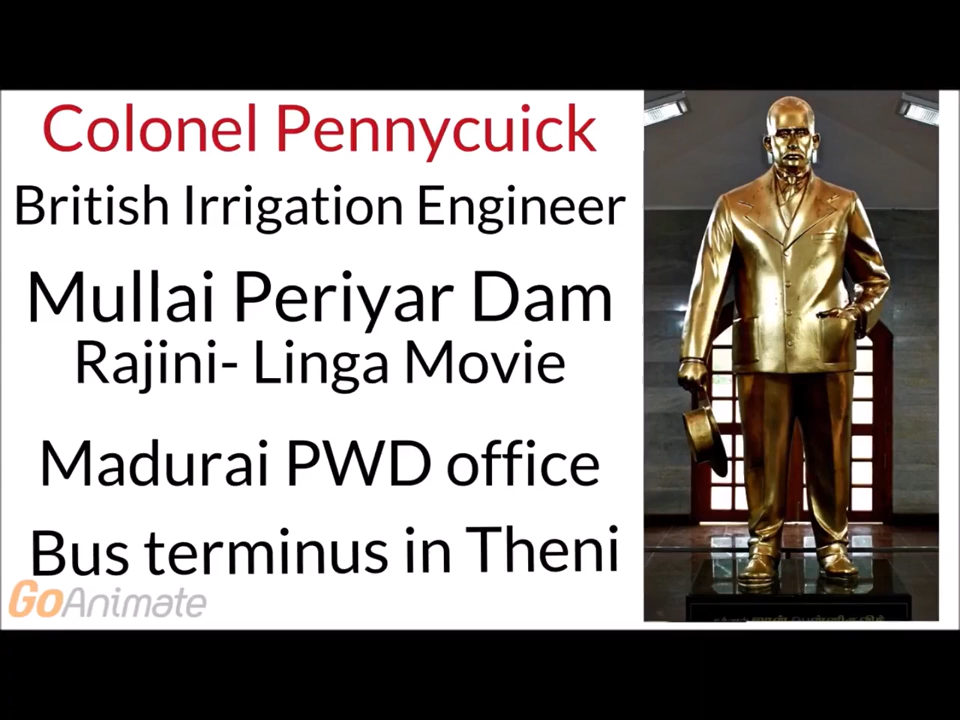 Colonel Pennycuick
British Irrigation Engineer
Mullai Periyar Dam
Rajini- Linga Movie
Madurai PWD office
Bus terminus in Theni
GoAnimate